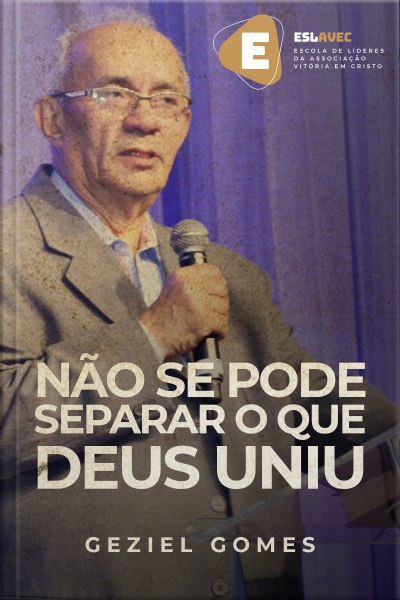 E
ESLAVEC
ESCOLA DE LÍDERES
DA ASSOCIAÇÃO
VITÓRIA EM CRISTO
NÃO SE PODE
SEPARAR O QUE
DEUS UNIU
GEZIEL GOMES